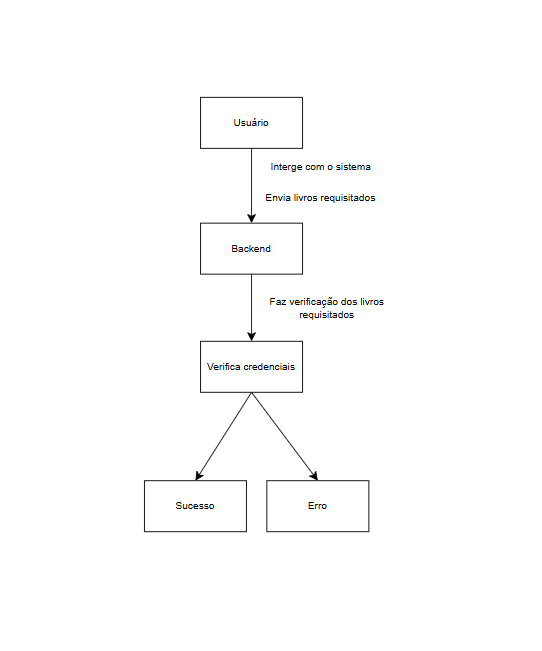 Usuário
Interge com o sistema
Envia livros requisitados
Backend
Faz verificação dos livros
requisitados
Verifica credenciais
Sucesso
Erro